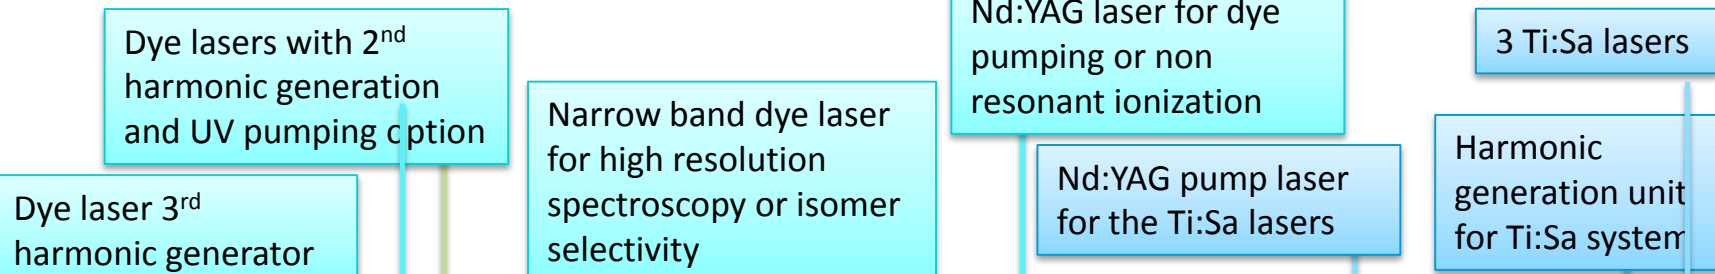 Dye lasers with 2nd
harmonic generation
and UV pumping option
Dye laser 3rd
harmonic generator
Narrow band dye laser
for high resolution
spectroscopy or isomer
selectivity
Nd:YAG laser for dye
pumping or non
resonant ionization
Nd:YAG pump laser
for the Ti:Sa lasers
3 Ti:Sa lasers
Harmonic
generation unit
for Ti:Sa system